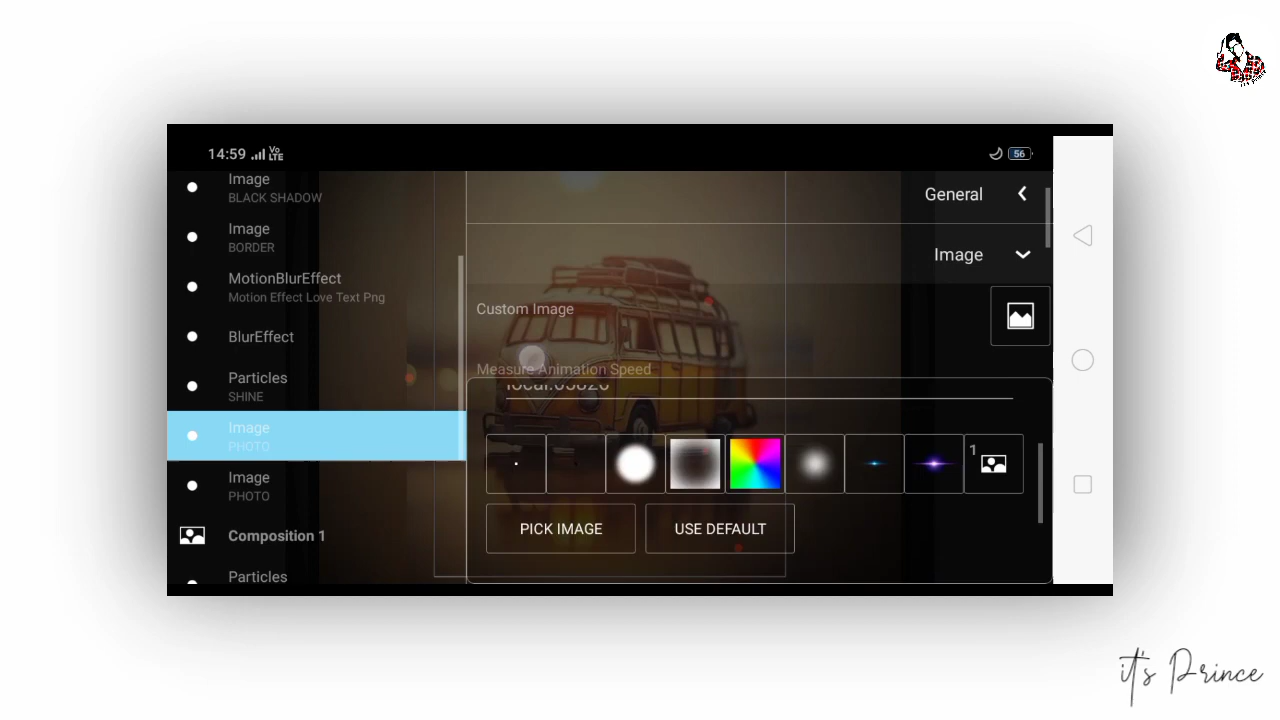 14:59
Vo
LTE
56
Image
BLACK SHADOW
Image
BORDER
MotionBlurEffect
Motion Effect Love Text Png
BlurEffect
Particles
SHINE
Image
PHOTO
Image
PHOTO
Composition 1
Particles
General
Image
Custom Image
Measure Animation Speed
1
PICK IMAGE
USE DEFAULT
it's Prince